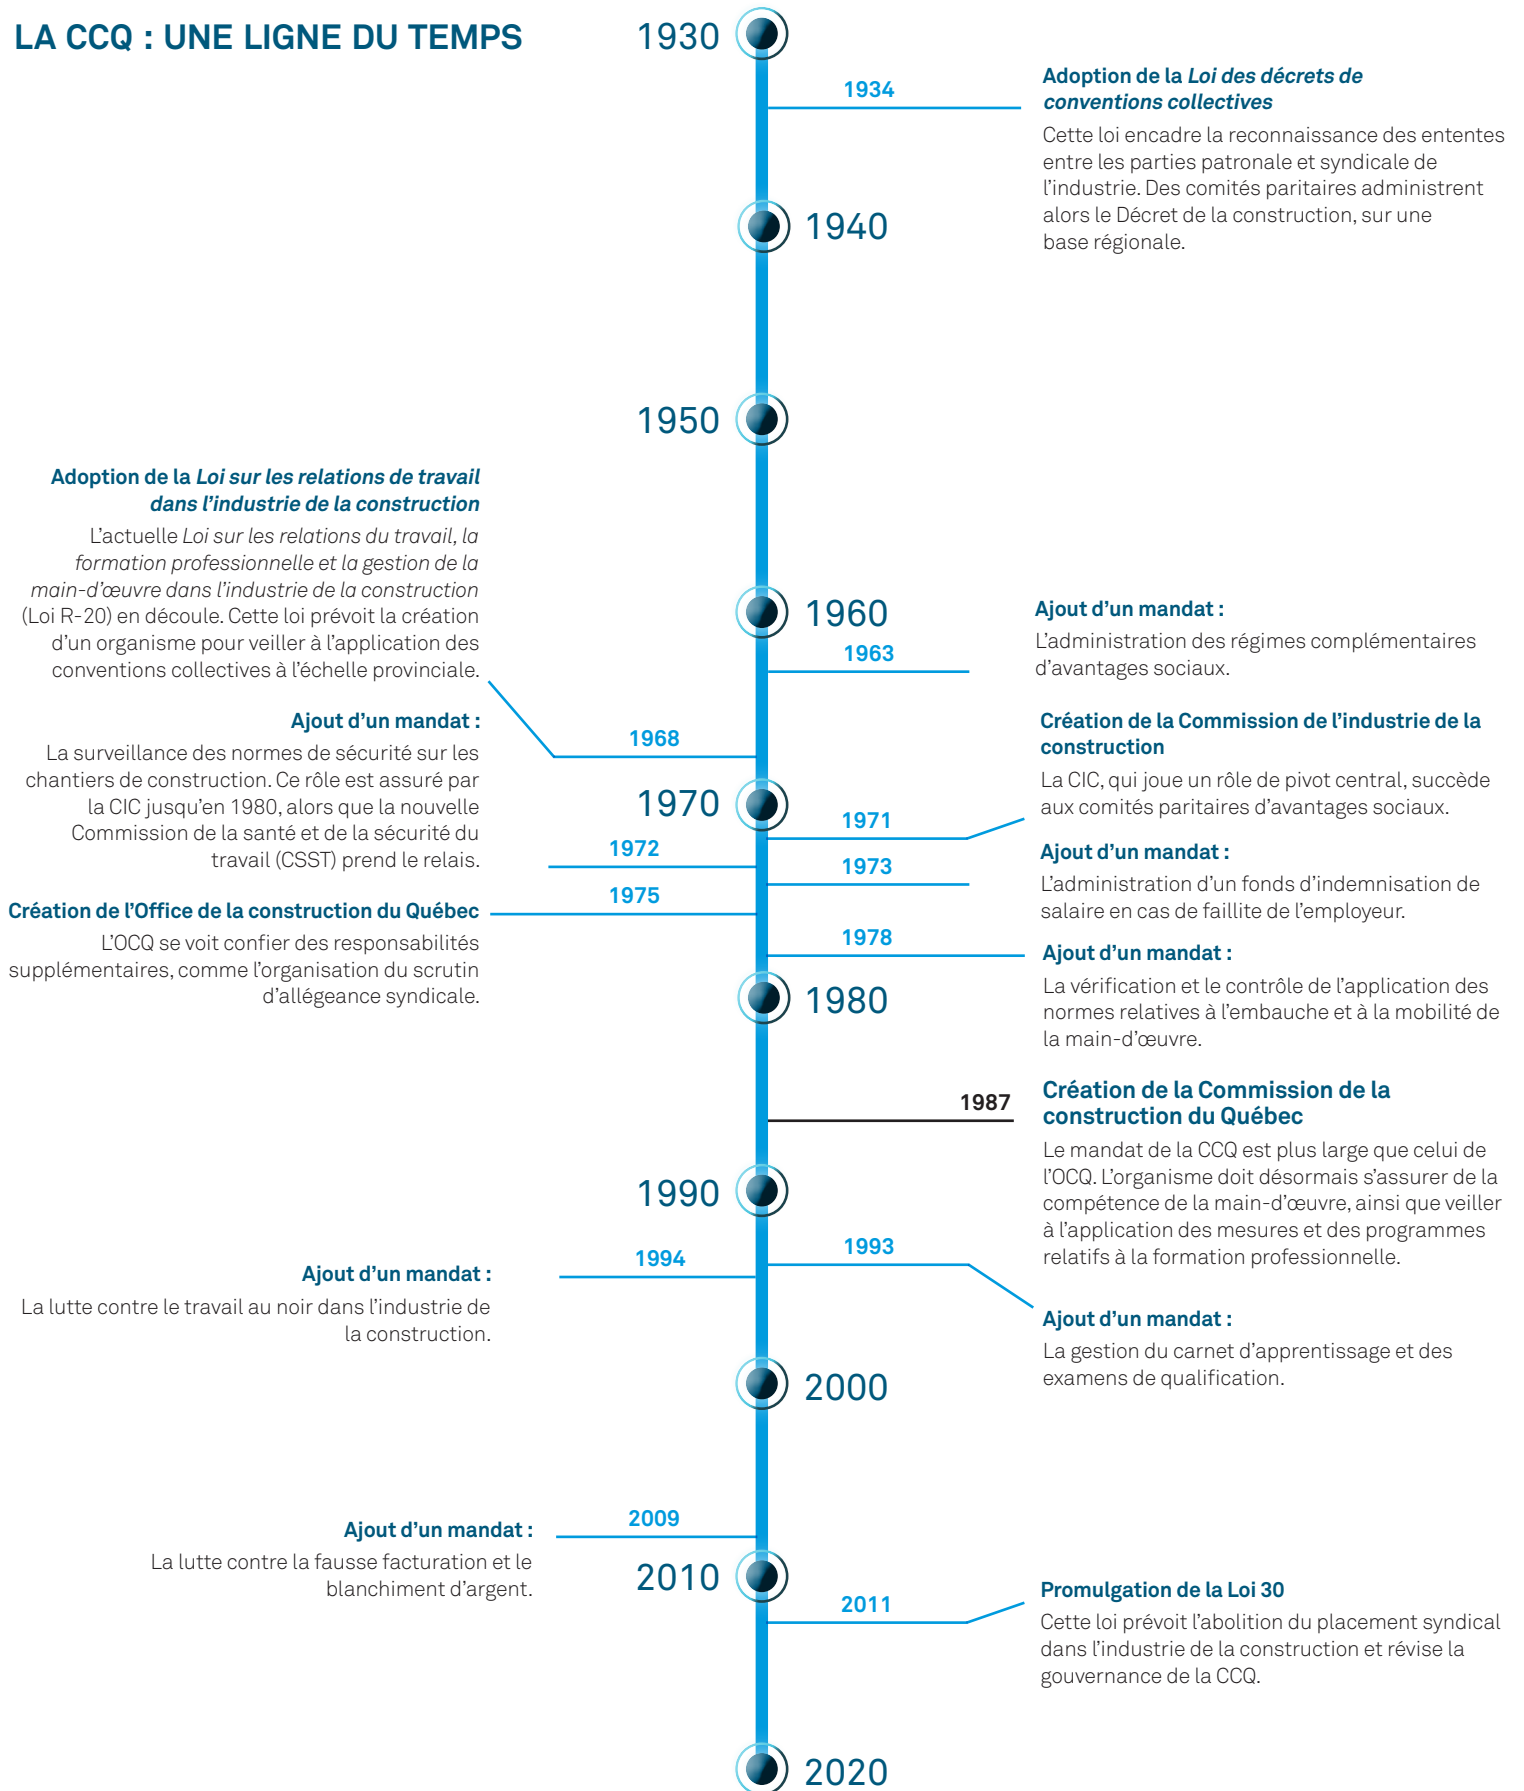 LA CCQ : UNE LIGNE DU TEMPS
1930
1934
Adoption de la Loi des décrets de
conventions collectives
Cette loi encadre la reconnaissance des ententes
entre les parties patronale et syndicale de
l’industrie. Des comités paritaires administrent
alors le Décret de la construction, sur une
base régionale.
1940
1950
Adoption de la Loi sur les relations de travail
dans l’industrie de la construction
L’actuelle Loi sur les relations du travail, la
formation professionnelle et la gestion de la
main-d’œuvre dans l’industrie de la construction
(Loi R-20) en découle. Cette loi prévoit la création
d’un organisme pour veiller à l’application des
conventions collectives à l’échelle provinciale.
1960
1963
Ajout d’un mandat :
L’administration des régimes complémentaires
d’avantages sociaux.
1968
Ajout d’un mandat :
La surveillance des normes de sécurité sur les
chantiers de construction. Ce rôle est assuré par
la CIC jusqu’en 1980, alors que la nouvelle
Commission de la santé et de la sécurité du
travail (CSST) prend le relais.
1970
1971
Création de la Commission de l’industrie de la
construction
La CIC, qui joue un rôle de pivot central, succède
aux comités paritaires d’avantages sociaux.
1972
1973
Ajout d’un mandat :
L’administration d’un fonds d’indemnisation de
salaire en cas de faillite de l’employeur.
1975
Création de l’Office de la construction du Québec
L’OCQ se voit confier des responsabilités
supplémentaires, comme l’organisation du scrutin
d’allégeance syndicale.
1978
Ajout d’un mandat :
La vérification et le contrôle de l’application des
normes relatives à l’embauche et à la mobilité de
la main-d’œuvre.
1980
1987
Création de la Commission de la
construction du Québec
Le mandat de la CCQ est plus large que celui de
l’OCQ. L’organisme doit désormais s’assurer de la
compétence de la main-d’œuvre, ainsi que veiller
à l’application des mesures et des programmes
relatifs à la formation professionnelle.
1990
1993
Ajout d’un mandat :
La gestion du carnet d’apprentissage et des
examens de qualification.
1994
Ajout d’un mandat :
La lutte contre le travail au noir dans l’industrie de
la construction.
2000
2009
Ajout d’un mandat :
La lutte contre la fausse facturation et le
blanchiment d’argent.
2010
2011
Promulgation de la Loi 30
Cette loi prévoit l’abolition du placement syndical
dans l’industrie de la construction et révise la
gouvernance de la CCQ.
2020